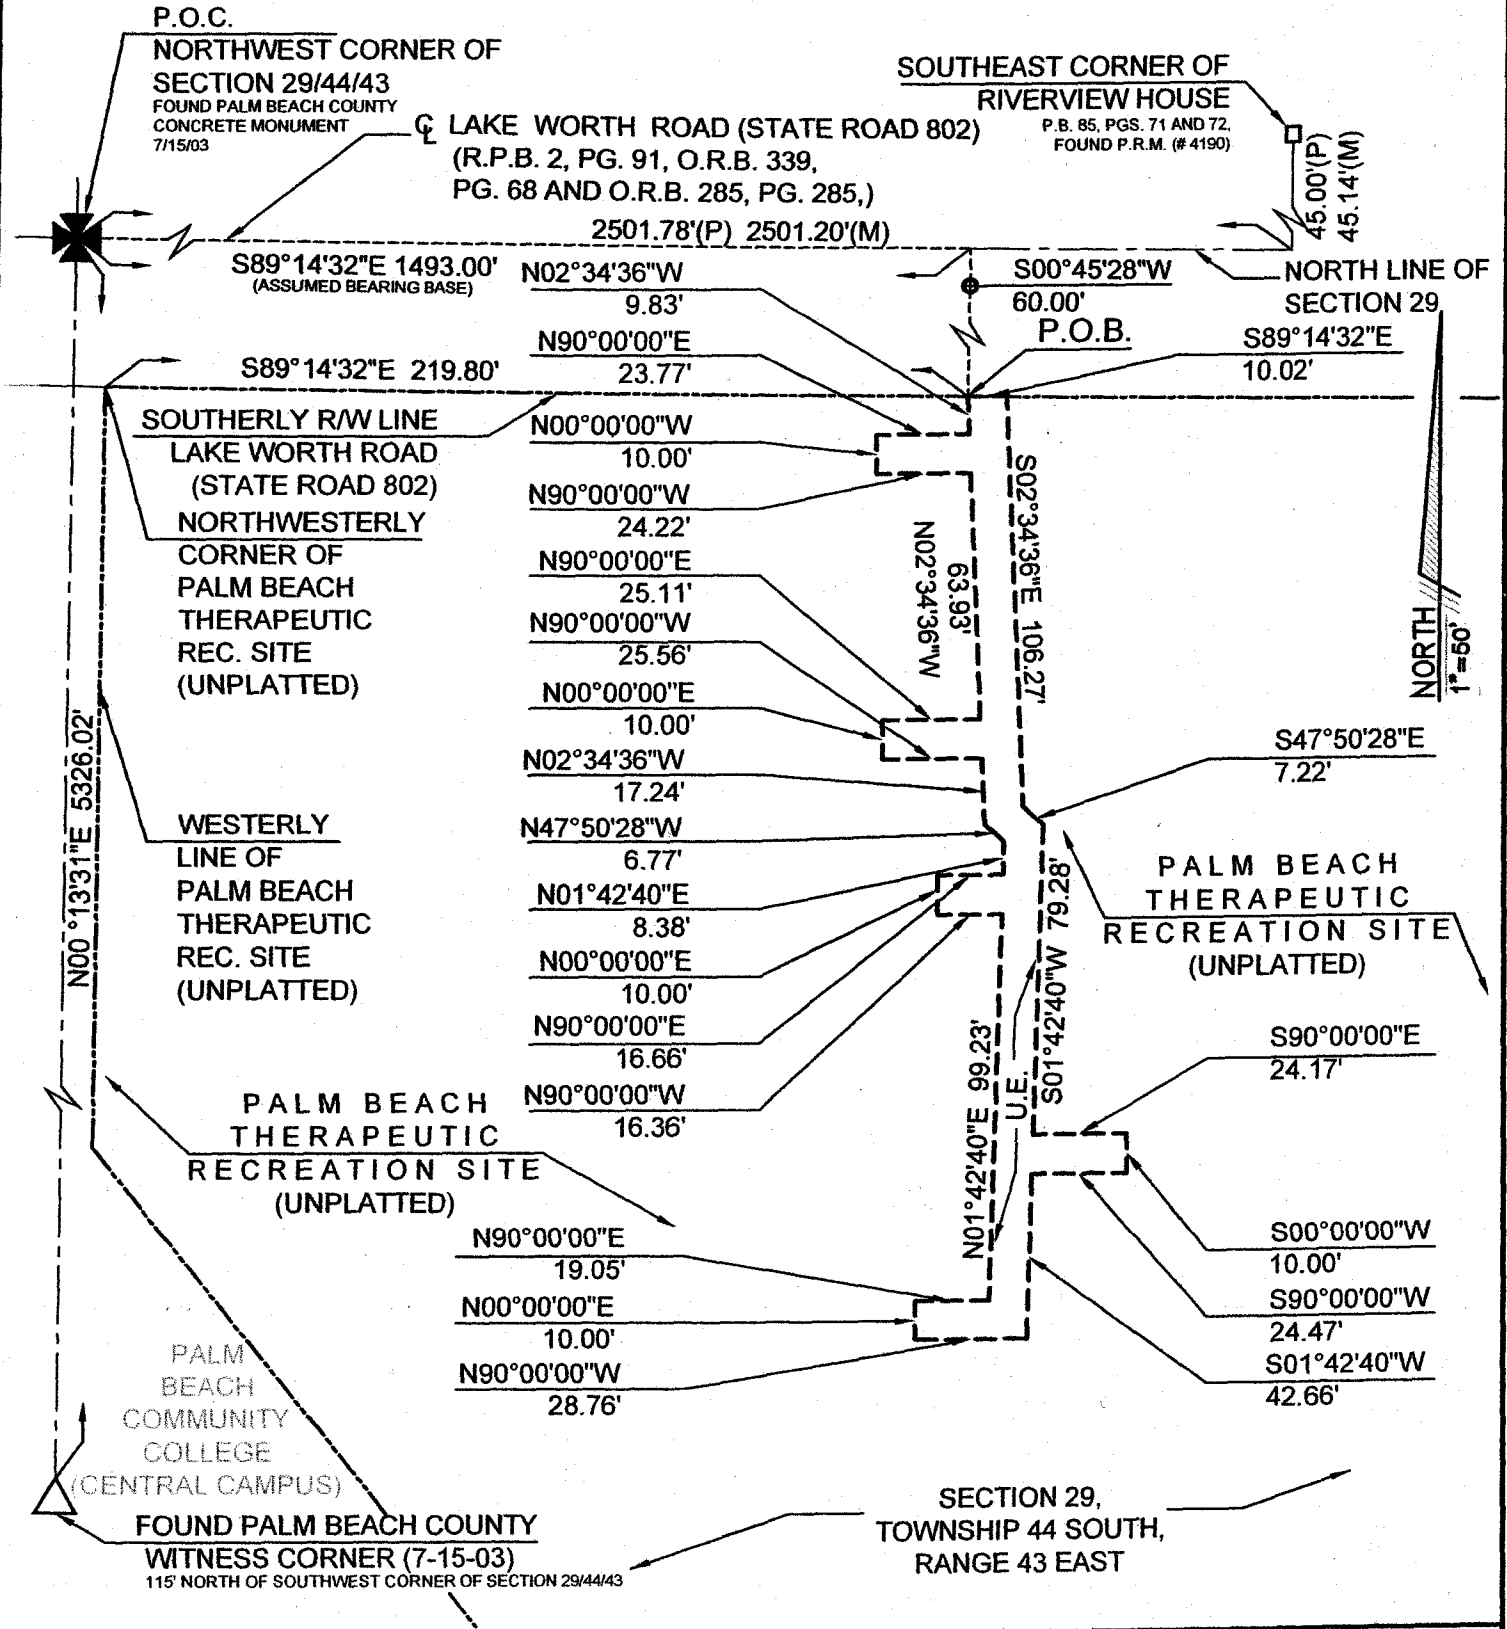 P.O.C.
NORTHWEST CORNER OF
SECTION 29/44/43
FOUND PALM BEACH COUNTY
CONCRETE MONUMENT
7/15/03
℄ LAKE WORTH ROAD (STATE ROAD 802)
(R.P.B. 2, PG. 91, O.R.B. 339,
PG. 68 AND O.R.B. 285, PG. 285,)
SOUTHEAST CORNER OF
RIVERVIEW HOUSE
P.B. 85, PGS. 71 AND 72,
FOUND P.R.M. (# 4190)
45.00'(P)
45.14'(M)
2501.78'(P) 2501.20'(M)
S89°14'32"E 1493.00'
(ASSUMED BEARING BASE)
S00°45'28"W
60.00'
NORTH LINE OF
SECTION 29
P.O.B.
S89°14'32"E
10.02'
S89°14'32"E 219.80'
SOUTHERLY R/W LINE
LAKE WORTH ROAD
(STATE ROAD 802)
NORTHWESTERLY
CORNER OF
PALM BEACH
THERAPEUTIC
REC. SITE
(UNPLATTED)
N00°13'31"E 5326.02'
WESTERLY
LINE OF
PALM BEACH
THERAPEUTIC
REC. SITE
(UNPLATTED)
N02°34'36"W
9.83'
N90°00'00"E
23.77'
N00°00'00"W
10.00'
N90°00'00"W
24.22'
N90°00'00"E
25.11'
N90°00'00"W
25.56'
N00°00'00"E
10.00'
N02°34'36"W
17.24'
N47°50'28"W
6.77'
N01°42'40"E
8.38'
N00°00'00"E
10.00'
N90°00'00"E
16.66'
N90°00'00"W
16.36'
63.93'
N02°34'36"W
S02°34'36"E 106.27'
NORTH
1"=50'
S47°50'28"E
7.22'
PALM BEACH
THERAPEUTIC
RECREATION SITE
(UNPLATTED)
S01°42'40"W 79.28'
U.E.
N01°42'40"E 99.23'
S90°00'00"E
24.17'
S00°00'00"W
10.00'
S90°00'00"W
24.47'
S01°42'40"W
42.66'
PALM BEACH
THERAPEUTIC
RECREATION SITE
(UNPLATTED)
N90°00'00"E
19.05'
N00°00'00"E
10.00'
N90°00'00"W
28.76'
PALM
BEACH
COMMUNITY
COLLEGE
(CENTRAL CAMPUS)
FOUND PALM BEACH COUNTY
WITNESS CORNER (7-15-03)
115' NORTH OF SOUTHWEST CORNER OF SECTION 29/44/43
SECTION 29,
TOWNSHIP 44 SOUTH,
RANGE 43 EAST